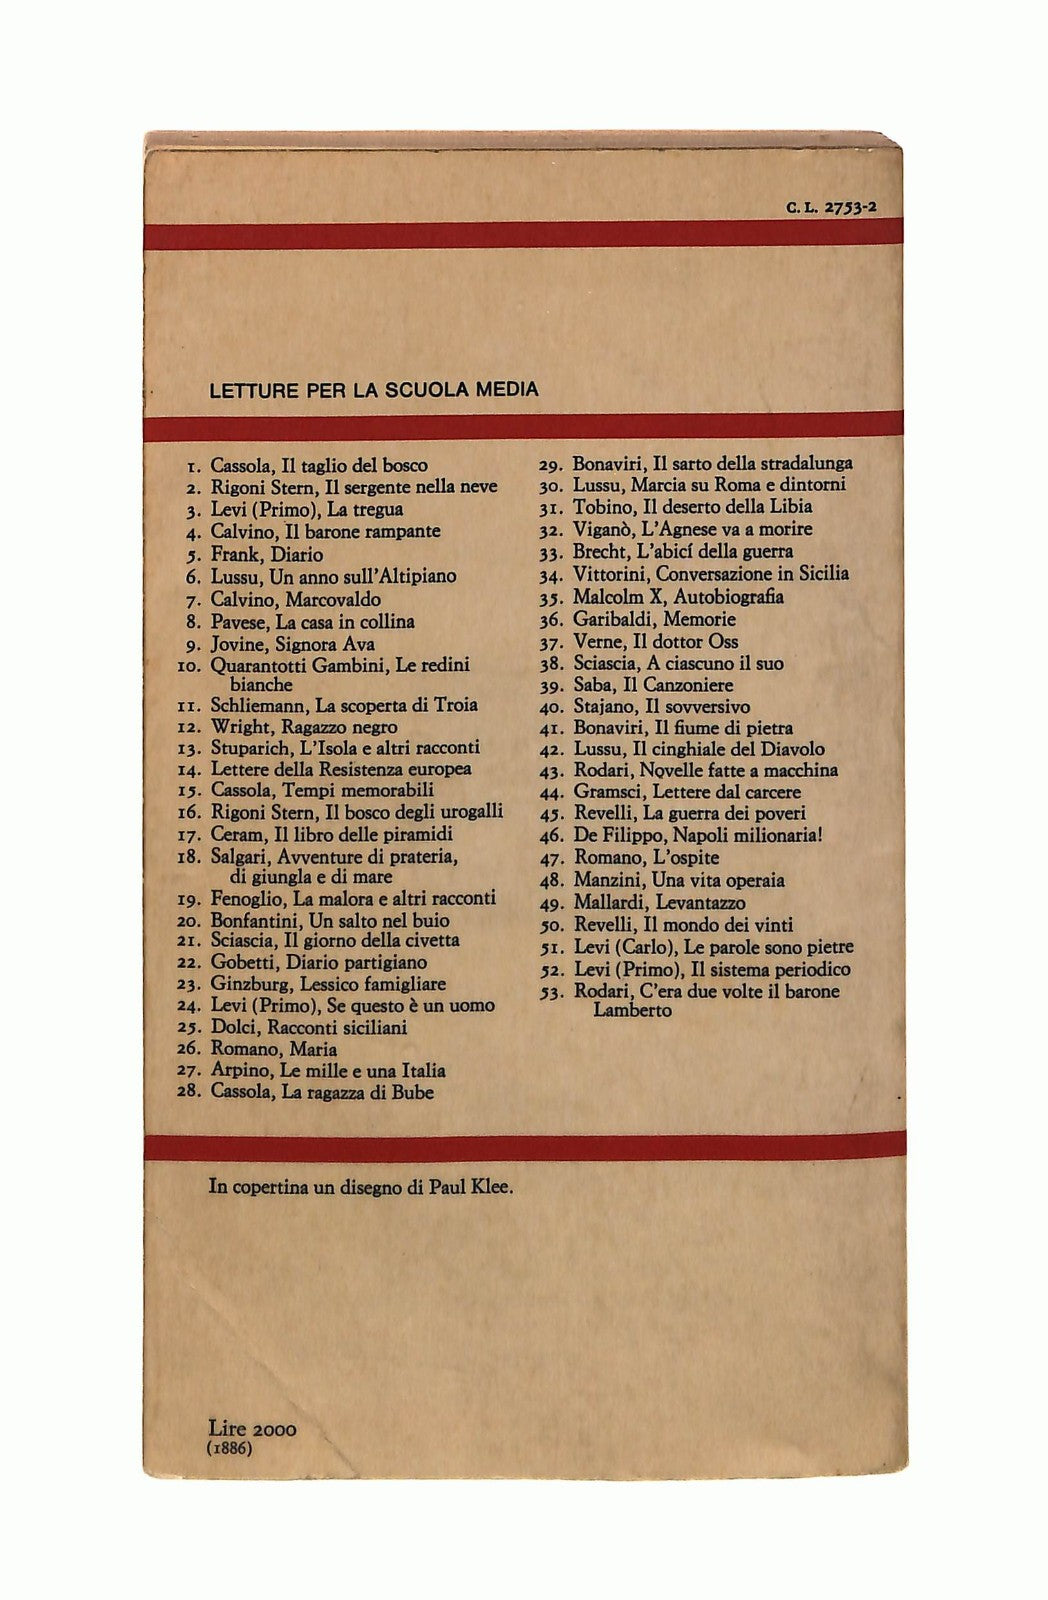 C. L. 2753-2
LETTURE PER LA SCUOLA MEDIA
1. Cassola, Il taglio del bosco
2. Rigoni Stern, Il sergente nella neve
3. Levi (Primo), La tregua
4. Calvino, Il barone rampante
5. Frank, Diario
6. Lussu, Un anno sull'Altipiano
7. Calvino, Marcovaldo
8. Pavese, La casa in collina
9. Jovine, Signora Ava
10. Quarantotti Gambini, Le redini
bianche
11. Schliemann, La scoperta di Troia
12. Wright, Ragazzo negro
13. Stuparich, L'Isola e altri racconti
14. Lettere della Resistenza europea
15. Cassola, Tempi memorabili
16. Rigoni Stern, Il bosco degli urogalli
17. Ceram, Il libro delle piramidi
18. Salgari, Avventure di prateria,
di giungla e di mare
19. Fenoglio, La malora e altri racconti
20. Bonfantini, Un salto nel buio
21. Sciascia, Il giorno della civetta
22. Gobetti, Diario partigiano
23. Ginzburg, Lessico famigliare
24. Levi (Primo), Se questo è un uomo
25. Dolci, Racconti siciliani
26. Romano, Maria
27. Arpino, Le mille e una Italia
28. Cassola, La ragazza di Bube
29. Bonaviri, Il sarto della stradalunga
30. Lussu, Marcia su Roma e dintorni
31. Tobino, Il deserto della Libia
32. Viganò, L'Agnese va a morire
33. Brecht, L'abicí della guerra
34. Vittorini, Conversazione in Sicilia
35. Malcolm X, Autobiografia
36. Garibaldi, Memorie
37. Verne, Il dottor Oss
38. Sciascia, A ciascuno il suo
39. Saba, Il Canzoniere
40. Stajano, Il sovversivo
41. Bonaviri, Il fiume di pietra
42. Lussu, Il cinghiale del Diavolo
43. Rodari, Novelle fatte a macchina
44. Gramsci, Lettere dal carcere
45. Revelli, La guerra dei poveri
46. De Filippo, Napoli milionaria!
47. Romano, L'ospite
48. Manzini, Una vita operaia
49. Mallardi, Levantazzo
50. Revelli, Il mondo dei vinti
51. Levi (Carlo), Le parole sono pietre
52. Levi (Primo), Il sistema periodico
53. Rodari, C'era due volte il barone
Lamberto
In copertina un disegno di Paul Klee.
Lire 2000
(1886)